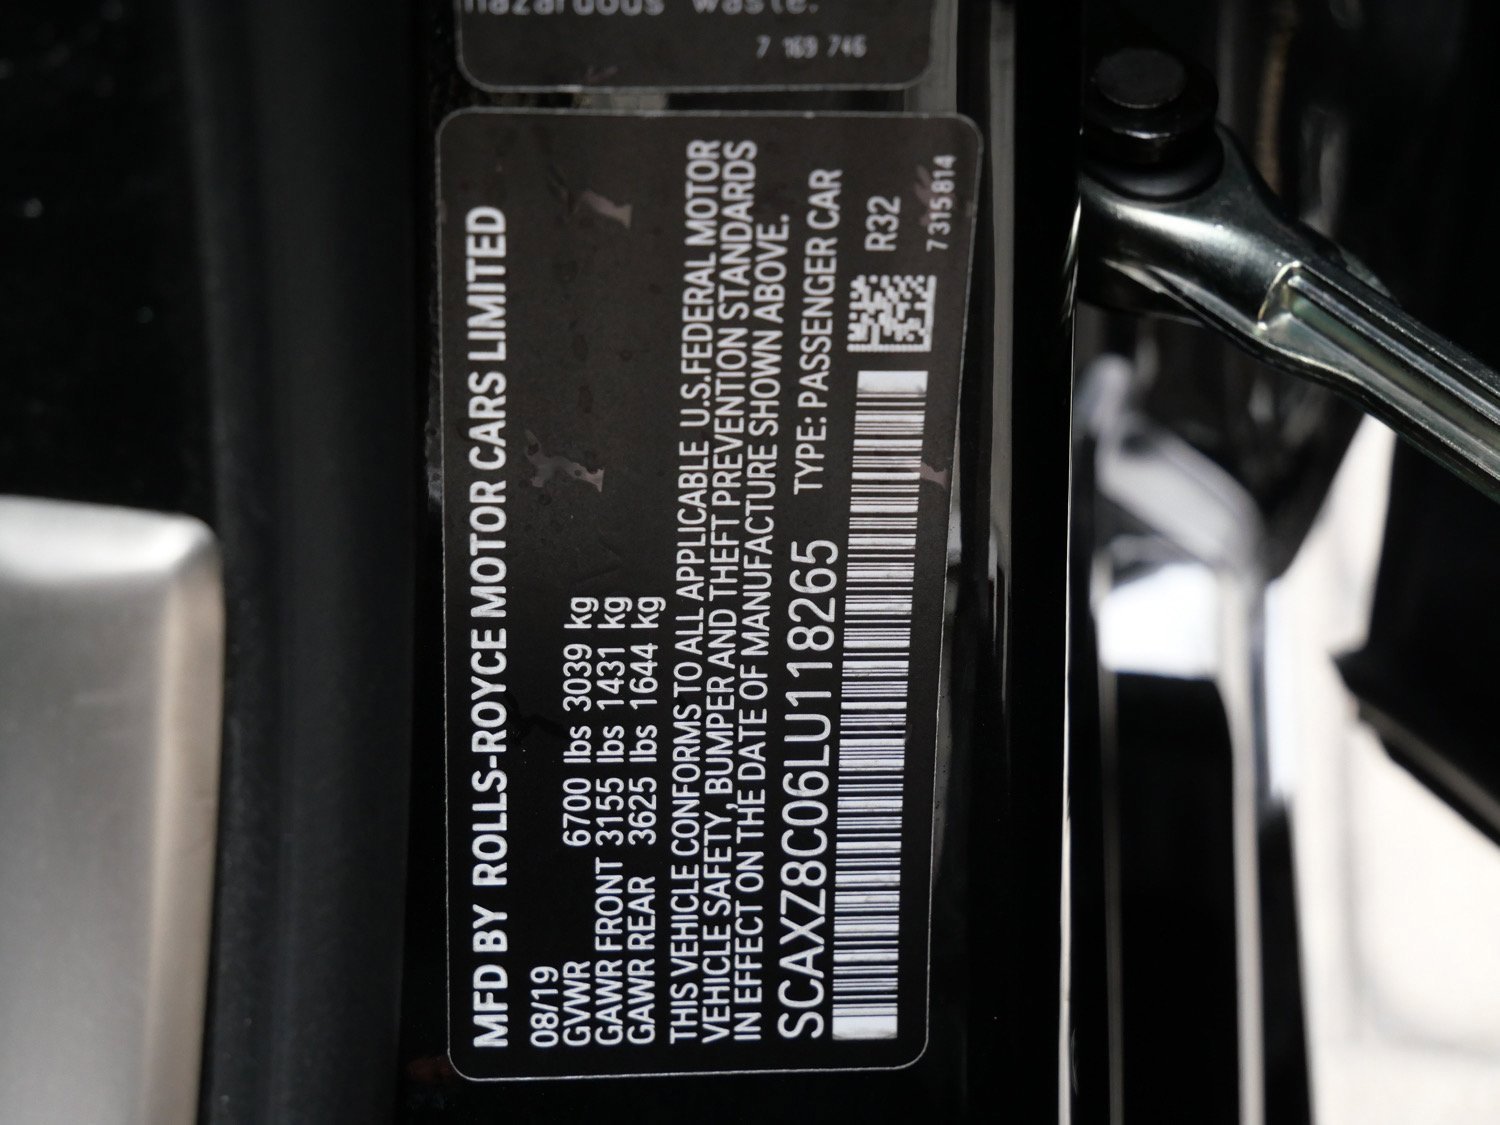 hazardous waste.
7 169 746
MFD BY ROLLS-ROYCE MOTOR CARS LIMITED
08/19
GVWR 6700 lbs 3039 kg
GAWR FRONT 3155 lbs 1431 kg
GAWR REAR 3625 lbs 1644 kg
THIS VEHICLE CONFORMS TO ALL APPLICABLE U.S.FEDERAL MOTOR
VEHICLE SAFETY, BUMPER AND THEFT PREVENTION STANDARDS
IN EFFECT ON THE DATE OF MANUFACTURE SHOWN ABOVE.
SCAXZ8C06LU118265 TYPE: PASSENGER CAR
R32
7 315 814